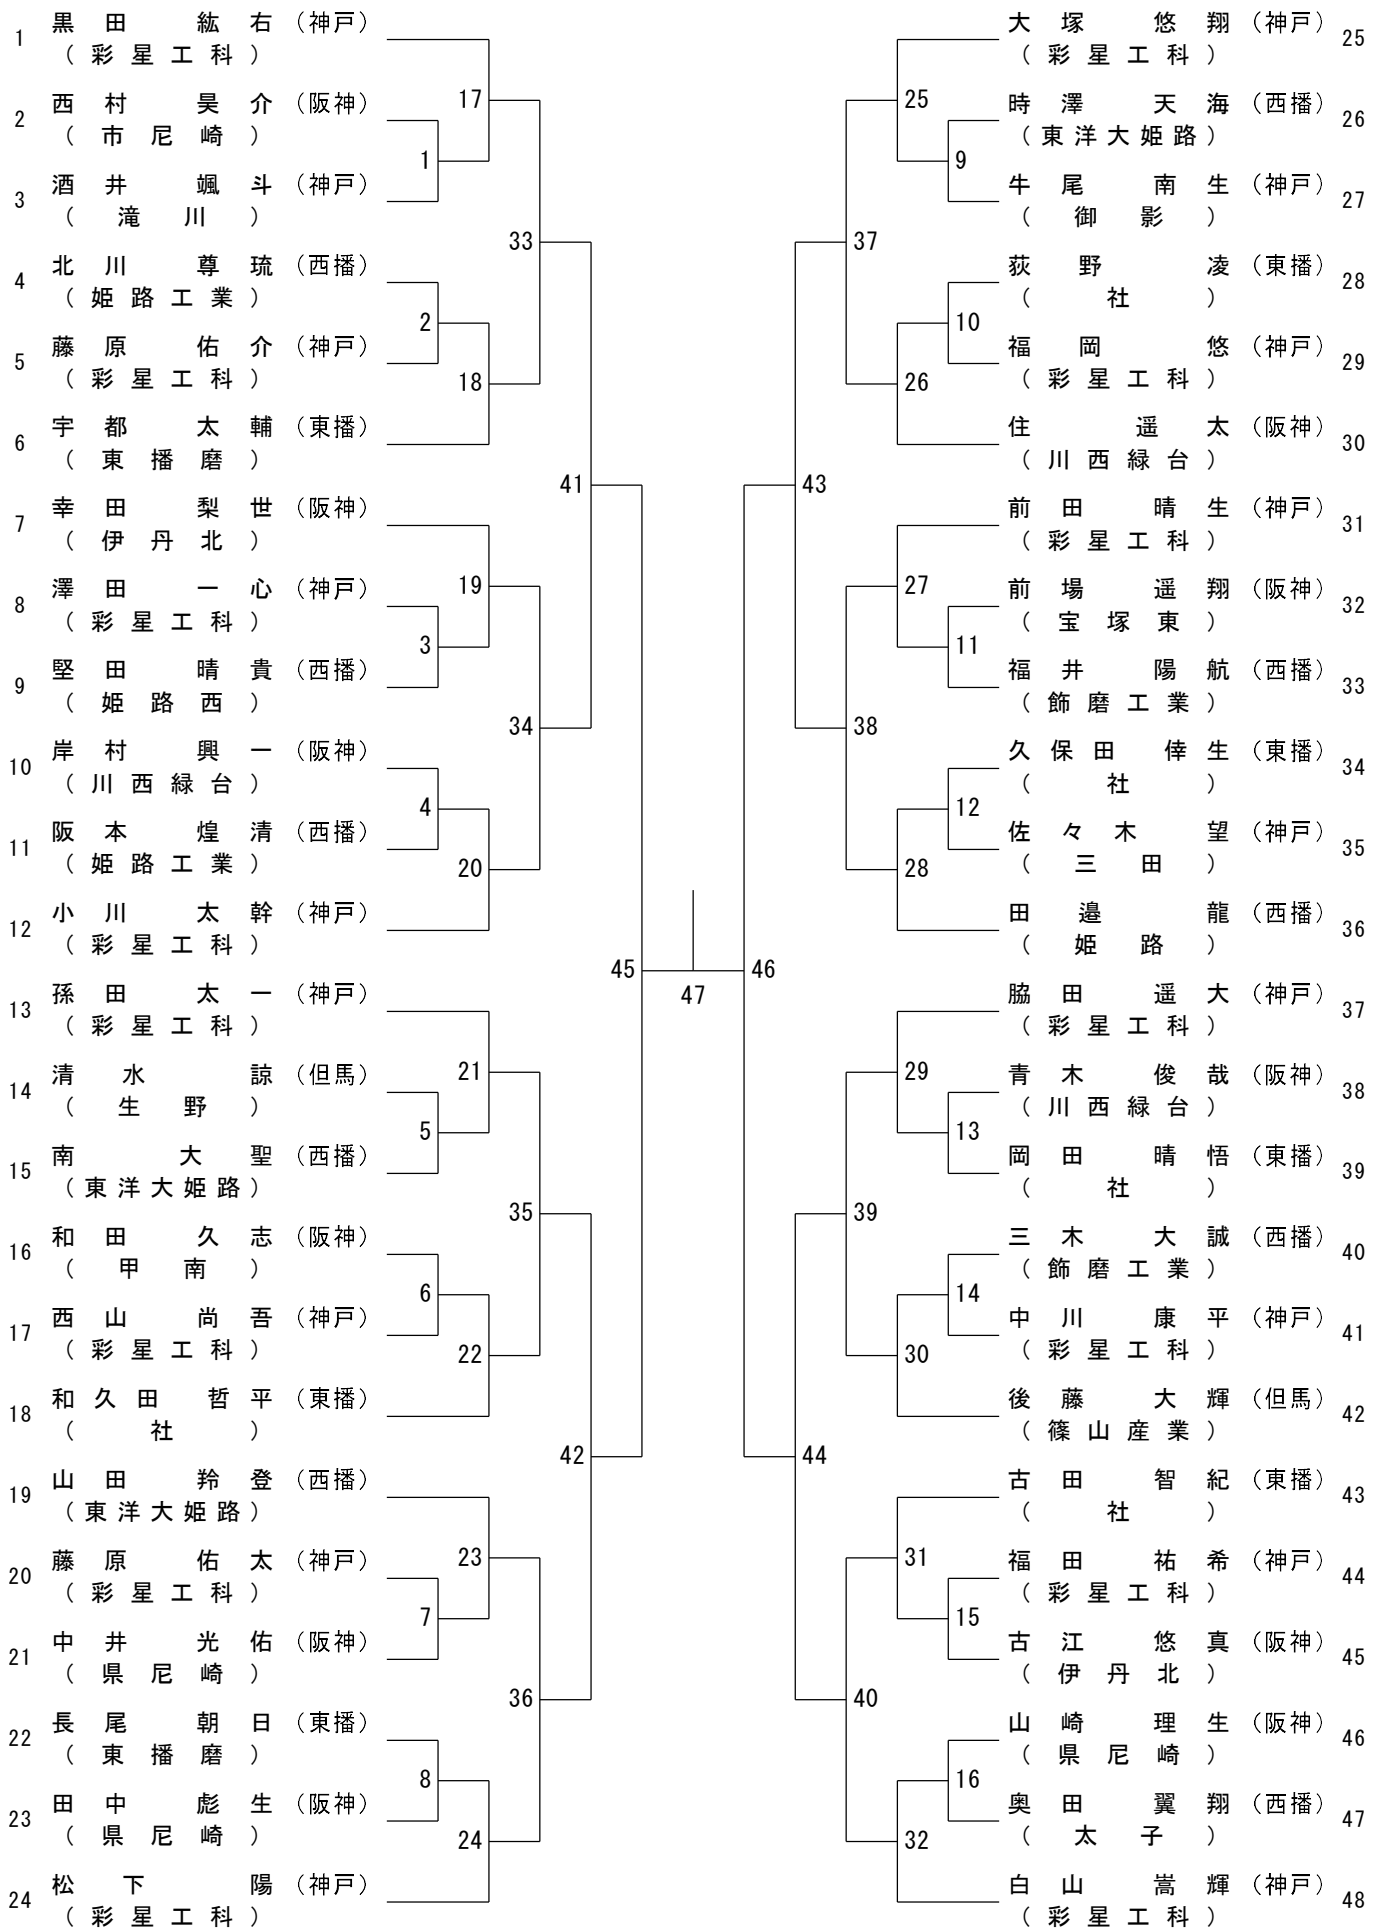 1 黒田 紘右 (神戸)
(彩星工科)
2 西村 昊介 (阪神)
(市尼崎)
3 酒井 颯斗 (神戸)
(滝川)
4 北川 尊琉 (西播)
(姫路工業)
5 藤原 佑介 (神戸)
(彩星工科)
6 宇都 太輔 (東播)
(東播磨)
7 幸田 梨世 (阪神)
(伊丹北)
8 澤田 一心 (神戸)
(彩星工科)
9 堅田 晴貴 (西播)
(姫路西)
10 岸村 興一 (阪神)
(川西緑台)
11 阪本 煌清 (西播)
(姫路工業)
12 小川 太幹 (神戸)
(彩星工科)
13 孫田 太一 (神戸)
(彩星工科)
14 清水 諒 (但馬)
(生野)
15 南 大聖 (西播)
(東洋大姫路)
16 和田 久志 (阪神)
(甲南)
17 西山 尚吾 (神戸)
(彩星工科)
18 和久田 哲平 (東播)
(社)
19 山田 羚登 (西播)
(東洋大姫路)
20 藤原 佑太 (神戸)
(彩星工科)
21 中井 光佑 (阪神)
(県尼崎)
22 長尾 朝日 (東播)
(東播磨)
23 田中 彪生 (阪神)
(県尼崎)
24 松下 陽 (神戸)
(彩星工科)
1
2
3
4
5
6
7
8
17
18
19
20
21
22
23
24
33
34
35
36
41
42
45
47
46
43
44
37
38
39
40
25
26
27
28
29
30
31
32
9
10
11
12
13
14
15
16
大塚 悠翔 (神戸) 25
(彩星工科)
時澤 天海 (西播) 26
(東洋大姫路)
牛尾 南生 (神戸) 27
(御影)
荻野 凌 (東播) 28
(社)
福岡 悠 (神戸) 29
(彩星工科)
住 遥太 (阪神) 30
(川西緑台)
前田 晴生 (神戸) 31
(彩星工科)
前場 遥翔 (阪神) 32
(宝塚東)
福井 陽航 (西播) 33
(飾磨工業)
久保田 倖生 (東播) 34
(社)
佐々木 望 (神戸) 35
(三田)
田邉 龍 (西播) 36
(姫路)
脇田 遥大 (神戸) 37
(彩星工科)
青木 俊哉 (阪神) 38
(川西緑台)
岡田 晴悟 (東播) 39
(社)
三木 大誠 (西播) 40
(飾磨工業)
中川 康平 (神戸) 41
(彩星工科)
後藤 大輝 (但馬) 42
(篠山産業)
古田 智紀 (東播) 43
(社)
福田 祐希 (神戸) 44
(彩星工科)
古江 悠真 (阪神) 45
(伊丹北)
山崎 理生 (阪神) 46
(県尼崎)
奥田 翼翔 (西播) 47
(太子)
白山 嵩輝 (神戸) 48
(彩星工科)